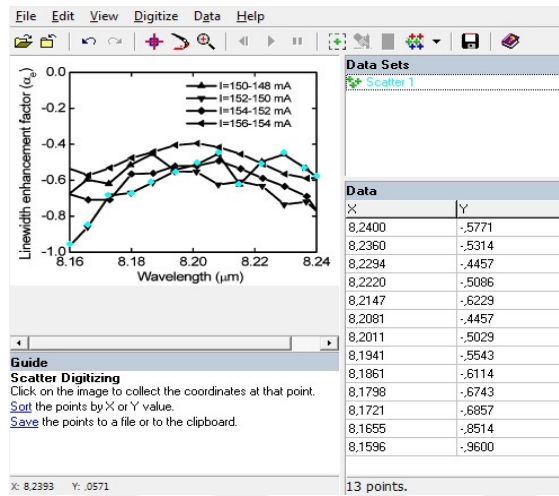 File Edit View Digitize Data Help
Linewidth enhancement factor (αe)
0.0
-0.2
-0.4
-0.6
-0.8
-1.0
I=150-148 mA
I=152-150 mA
I=154-152 mA
I=156-154 mA
8.16 8.18 8.20 8.22 8.24
Wavelength (μm)
Guide
Scatter Digitizing
Click on the image to collect the coordinates at that point.
Sort the points by X or Y value.
Save the points to a file or to the clipboard.
X: 8,2393 Y: ,0571
Data Sets
Scatter 1
Data
X Y
8,2400 -,5771
8,2360 -,5314
8,2294 -,4457
8,2220 -,5086
8,2147 -,6229
8,2081 -,4457
8,2011 -,5029
8,1941 -,5543
8,1861 -,6114
8,1798 -,6743
8,1721 -,6857
8,1655 -,8514
8,1596 -,9600
13 points.